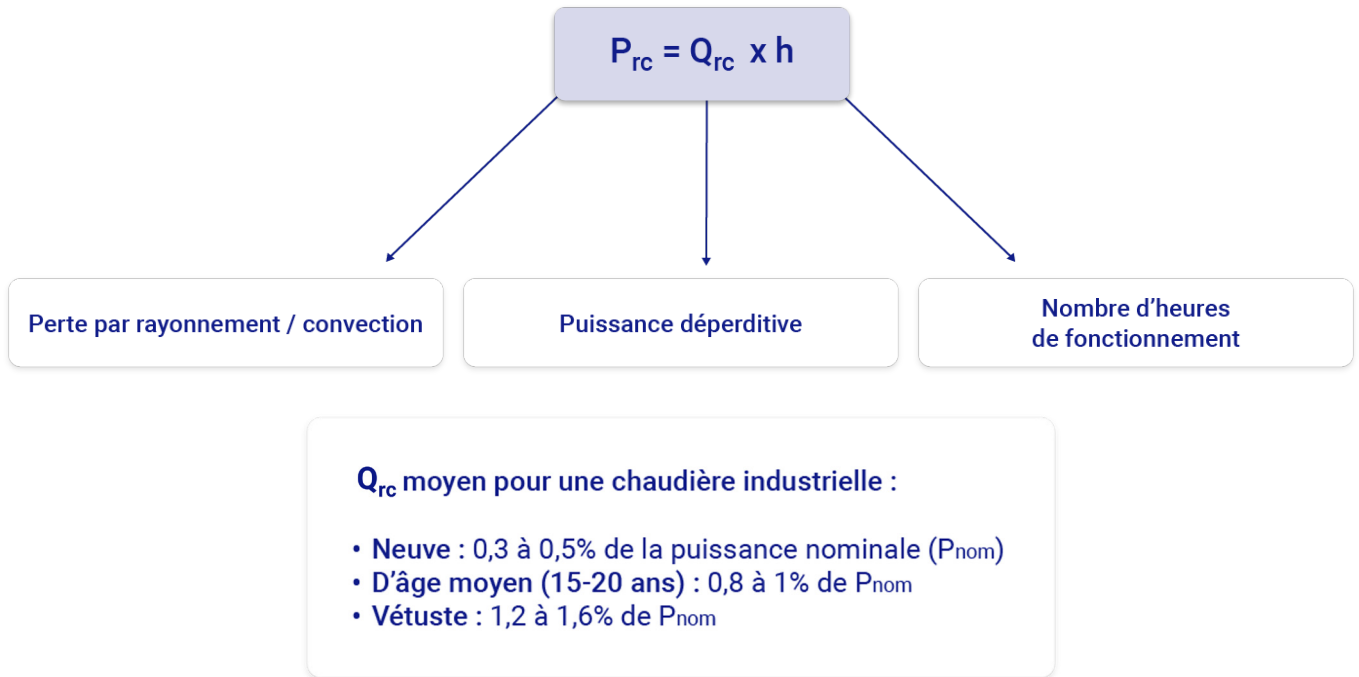 Prc = Qrc x h
Perte par rayonnement / convection
Puissance déperditive
Nombre d’heures
de fonctionnement
Qrc moyen pour une chaudière industrielle :
• Neuve : 0,3 à 0,5% de la puissance nominale (Pnom)
• D’âge moyen (15-20 ans) : 0,8 à 1% de Pnom
• Vétuste : 1,2 à 1,6% de Pnom